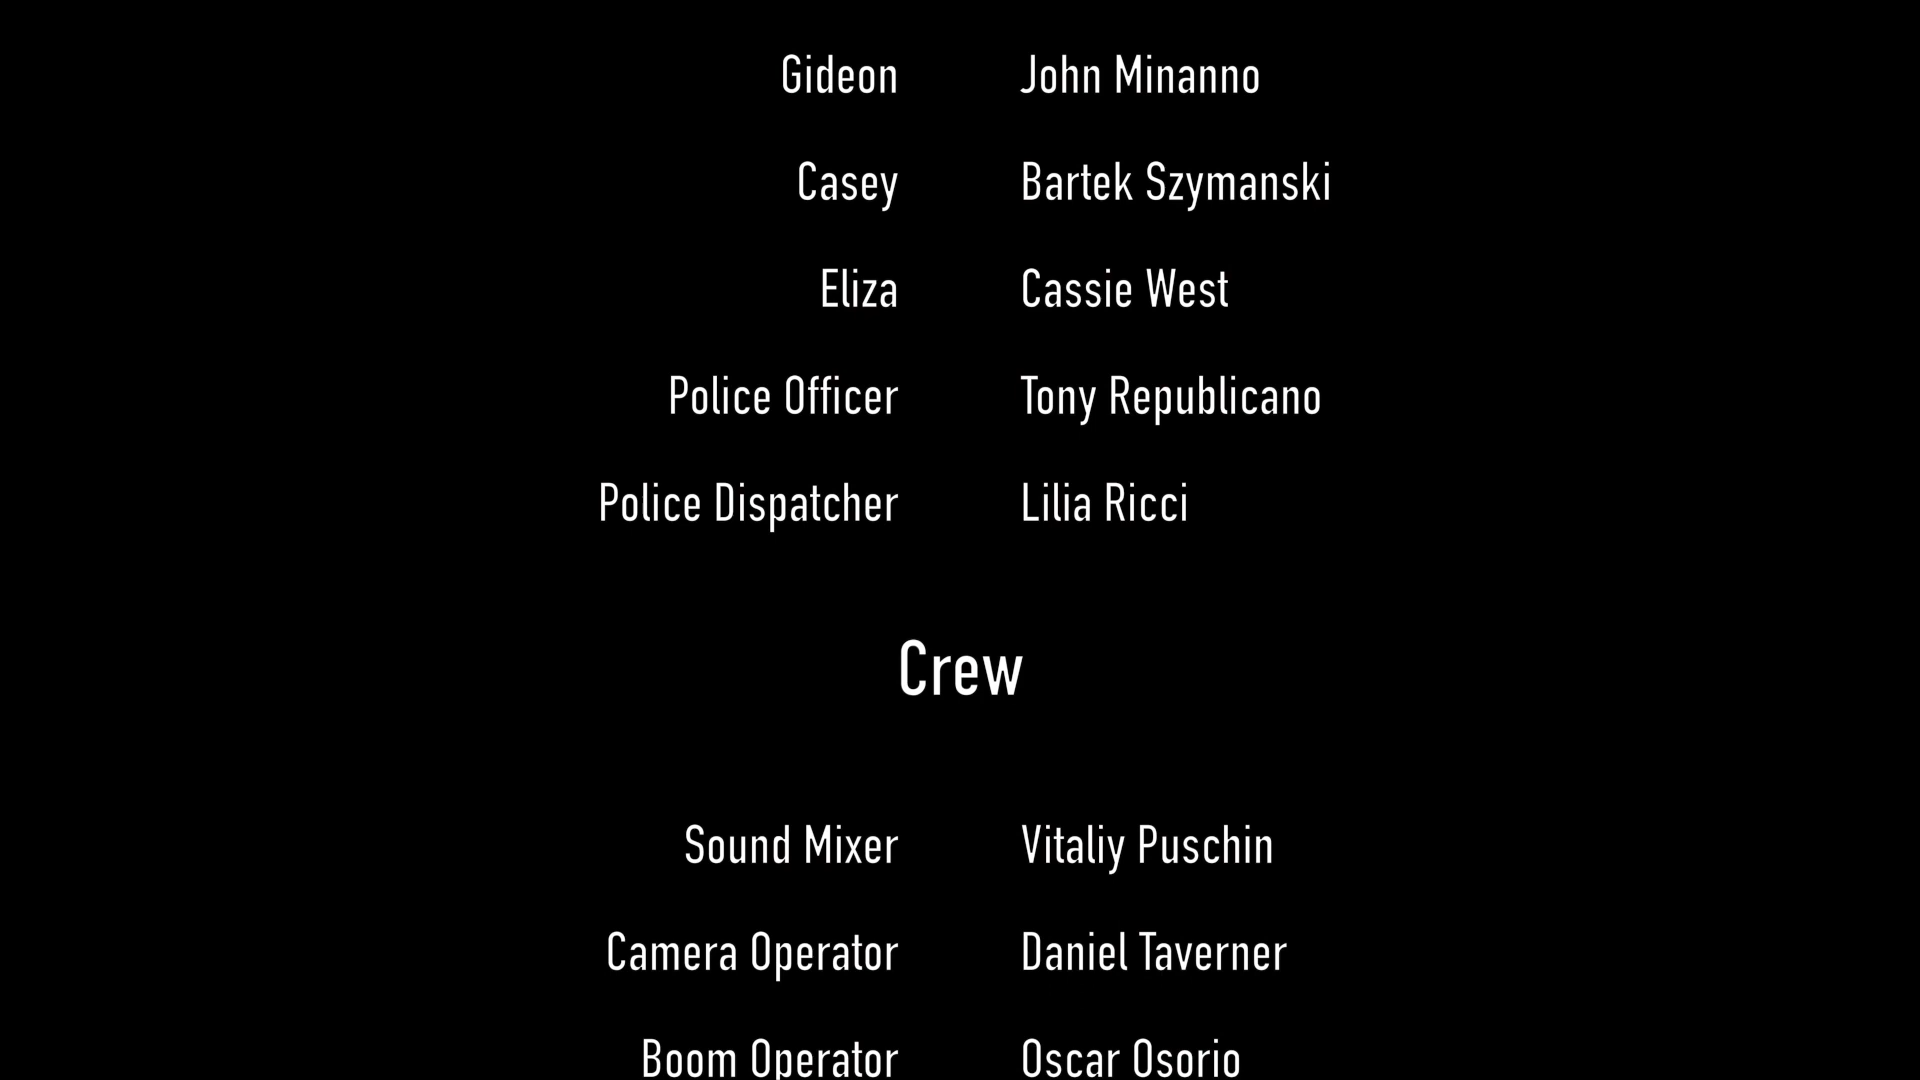 Gideon John Minanno
Casey Bartek Szymanski
Eliza Cassie West
Police Officer Tony Republicano
Police Dispatcher Lilia Ricci
Crew
Sound Mixer Vitaliy Puschin
Camera Operator Daniel Taverner
Boom Operator Oscar Osorio